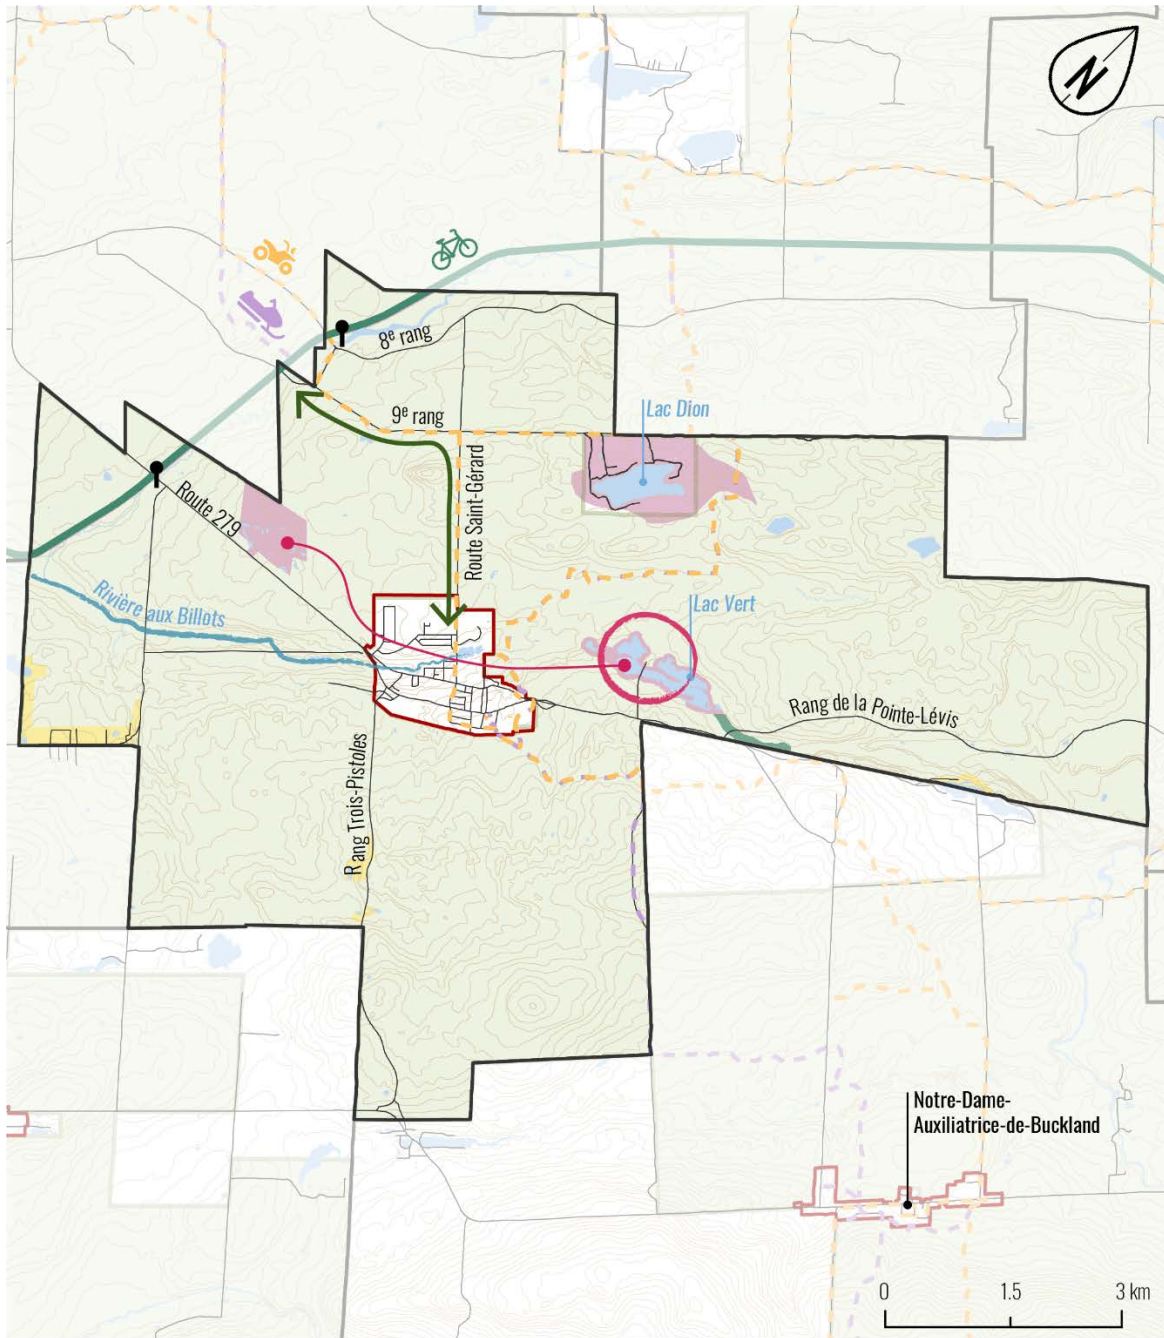 N
8e rang
9e rang
Lac Dion
Route 279
Route Saint-Gérard
Rivière aux Billots
Lac Vert
Rang de la Pointe-Lévis
Rang Trois-Pistoles
Notre-Dame-
Auxiliatrice-de-Buckland
0 1.5 3 km